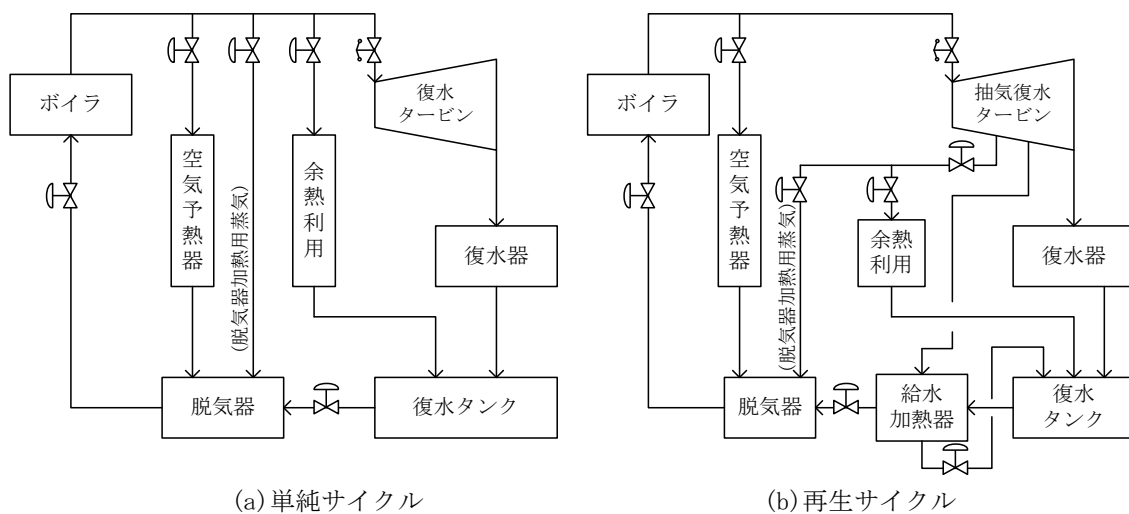 ボイラ
空気予熱器
(脱気器加熱用蒸気)
余熱利用
復水
タービン
復水器
脱気器
復水タンク
(a)単純サイクル
ボイラ
空気予熱器
(脱気器加熱用蒸気)
抽気復水
タービン
余熱
利用
復水器
脱気器
給水
加熱器
復水
タンク
(b)再生サイクル